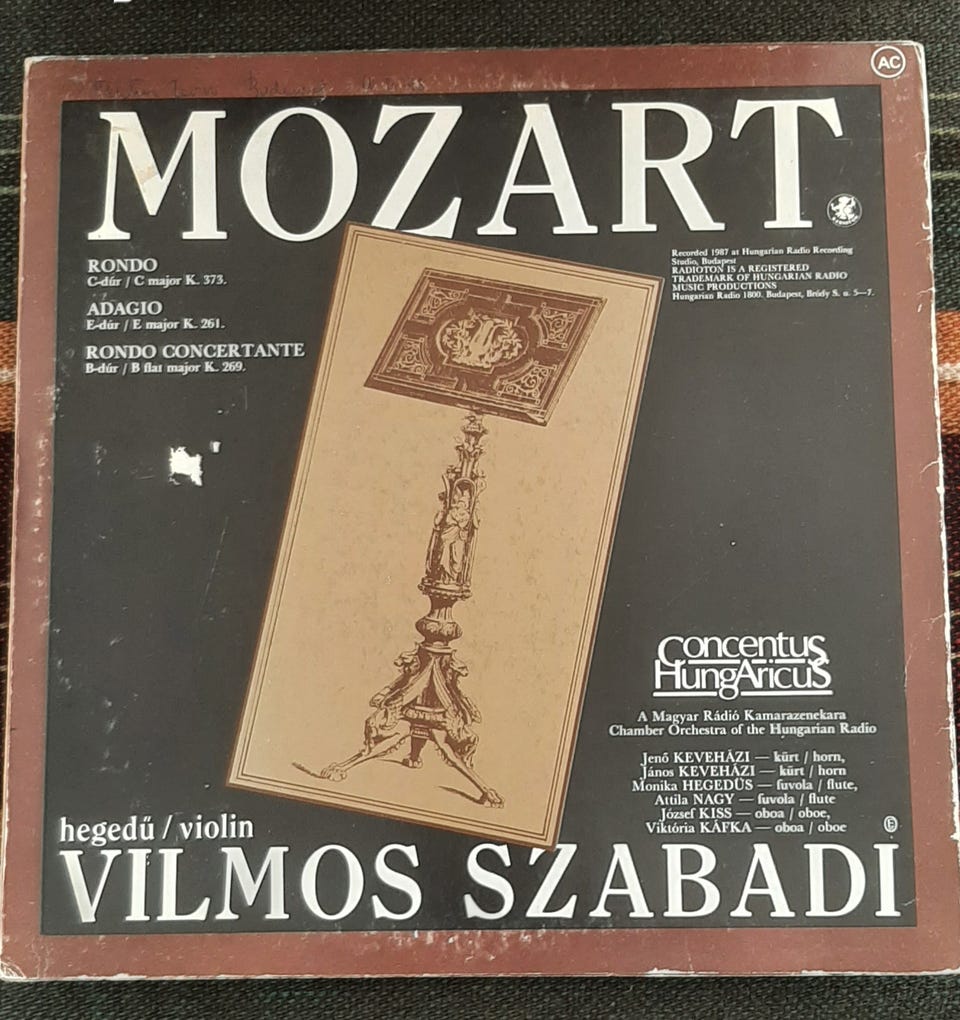 AC
MOZART
RONDO
C-dúr / C major K. 373.
ADAGIO
E-dúr / E major K. 261.
RONDO CONCERTANTE
B-dúr / B flat major K. 269.
Recorded 1987 at Hungarian Radio Recording
Studio, Budapest
RADIOTON IS A REGISTERED
TRADEMARK OF HUNGARIAN RADIO
MUSIC PRODUCTIONS
Hungarian Radio 1800. Budapest, Bródy S. u. 5—7.
Concentus
HungAricuS
A Magyar Rádió Kamarazenekara
Chamber Orchestra of the Hungarian Radio
Jenő KEVEHÁZI — kürt / horn,
János KEVEHÁZI — kürt / horn
Monika HEGEDÜS — fuvola / flute,
Attila NAGY — fuvola / flute
József KISS — oboa / oboe,
Viktória KÁFKA — oboa / oboe
hegedű / violin
VILMOS SZABADI